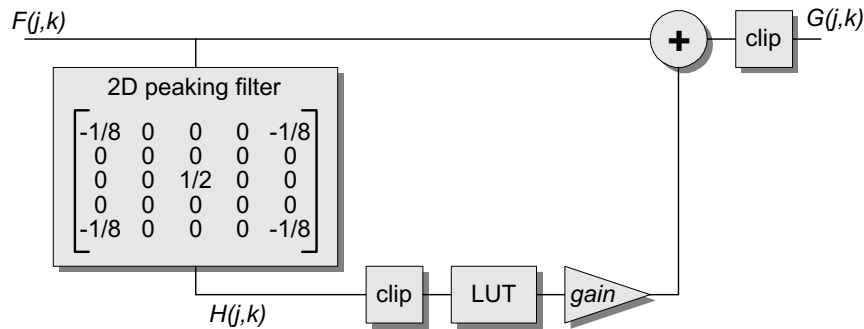 F(j,k)
+
clip
G(j,k)
2D peaking filter
-1/8 0 0 0 -1/8
0 0 0 0 0
0 0 1/2 0 0
0 0 0 0 0
-1/8 0 0 0 -1/8
H(j,k)
clip
LUT
gain